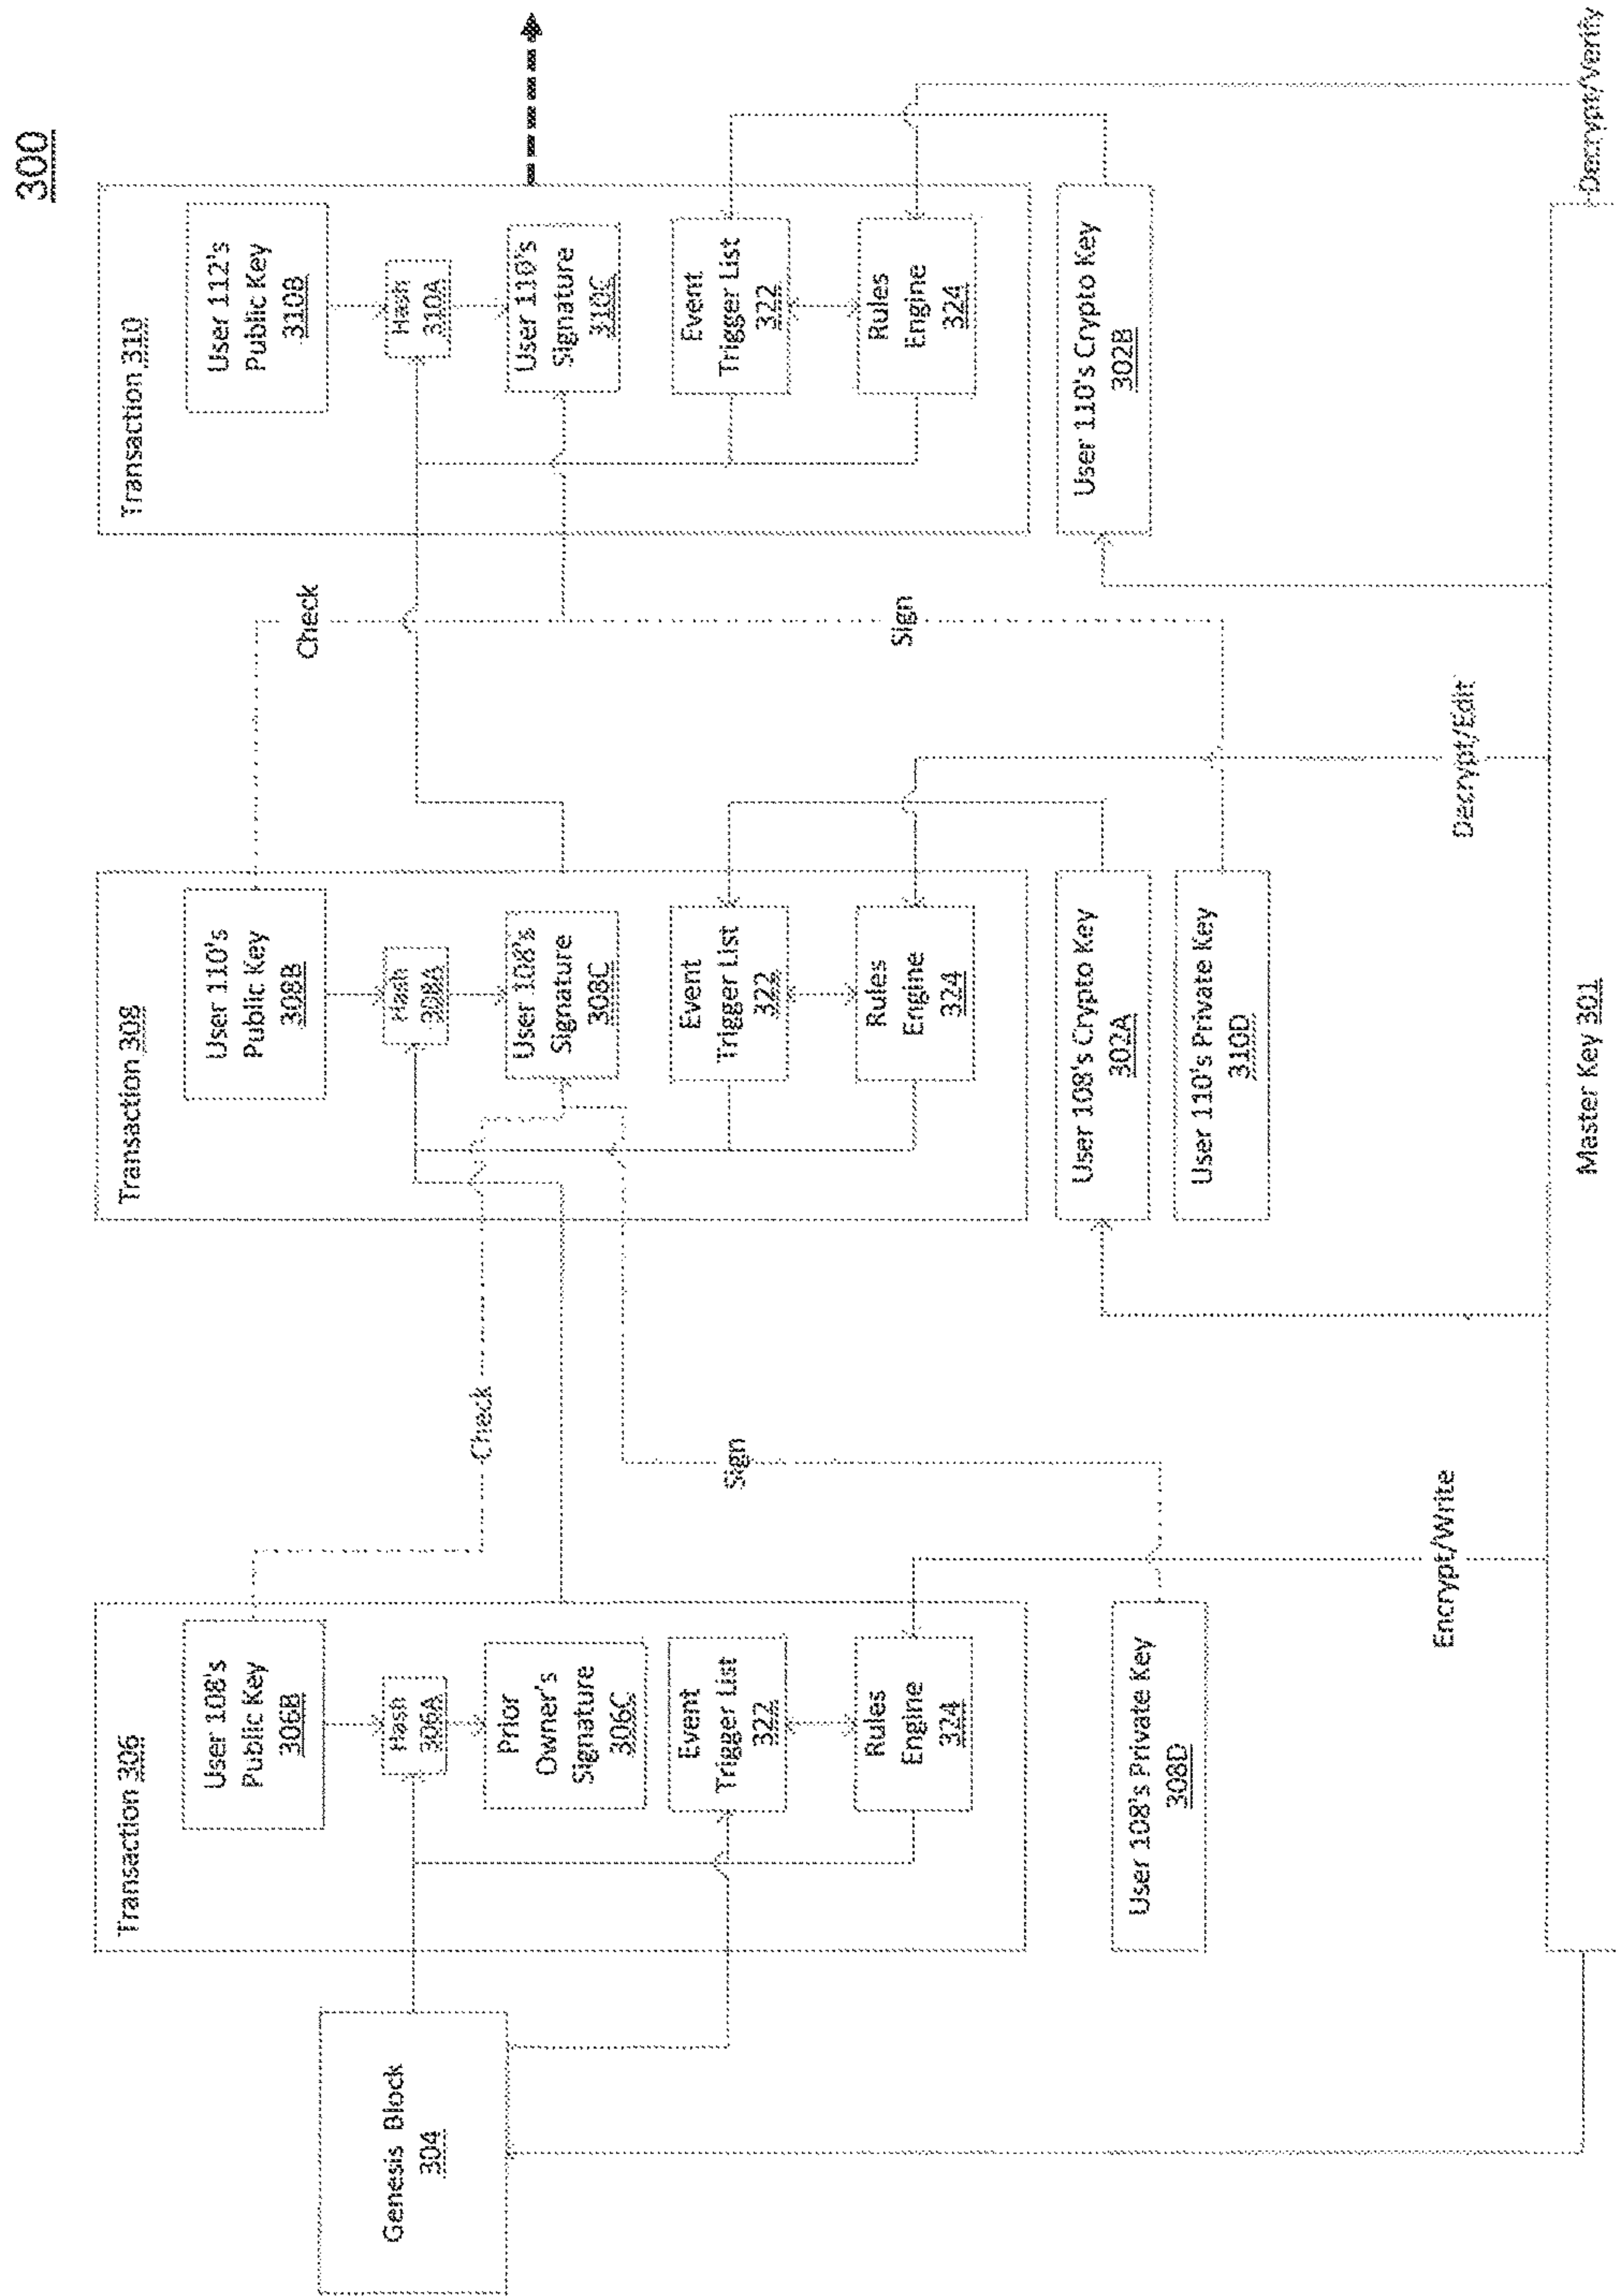 300
Genesis Block
304
Transaction 306
User 108's
Public Key
306B
Hash
306A
Prior
Owner's
Signature
306C
Event
Trigger List
322
Rules
Engine
324
User 108's Private Key
308D
Check
Sign
Encrypt/Write
Transaction 308
User 110's
Public Key
308B
Hash
308A
User 108's
Signature
308C
Event
Trigger List
322
Rules
Engine
324
User 108's Crypto Key
302A
User 110's Private Key
310D
Check
Sign
Decrypt/Edit
Transaction 310
User 112's
Public Key
310B
Hash
310A
User 110's
Signature
310C
Event
Trigger List
322
Rules
Engine
324
User 110's Crypto Key
302B
Decrypt/Verify
Master Key 301